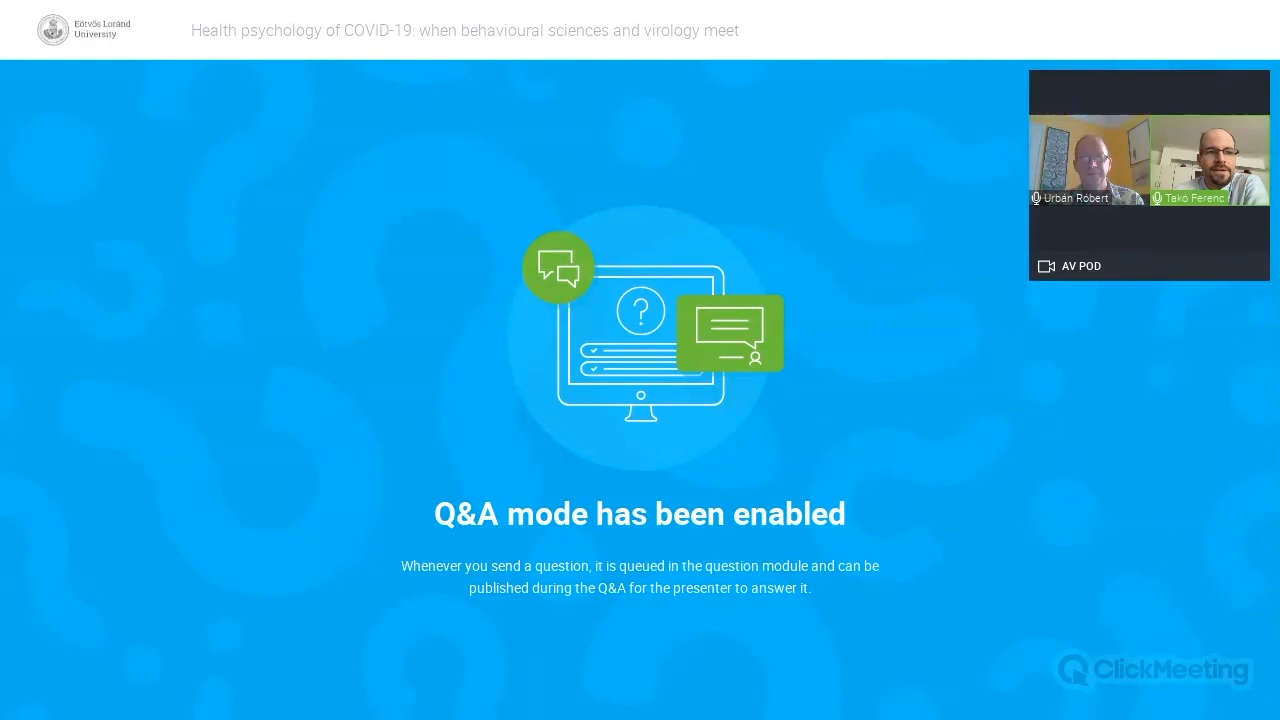 Eötvös Loránd
University
Health psychology of COVID-19: when behavioural sciences and virology meet
Urbán Róbert
Takó Ferenc
AV POD
?
Q&A mode has been enabled
Whenever you send a question, it is queued in the question module and can be
published during the Q&A for the presenter to answer it.
ClickMeeting